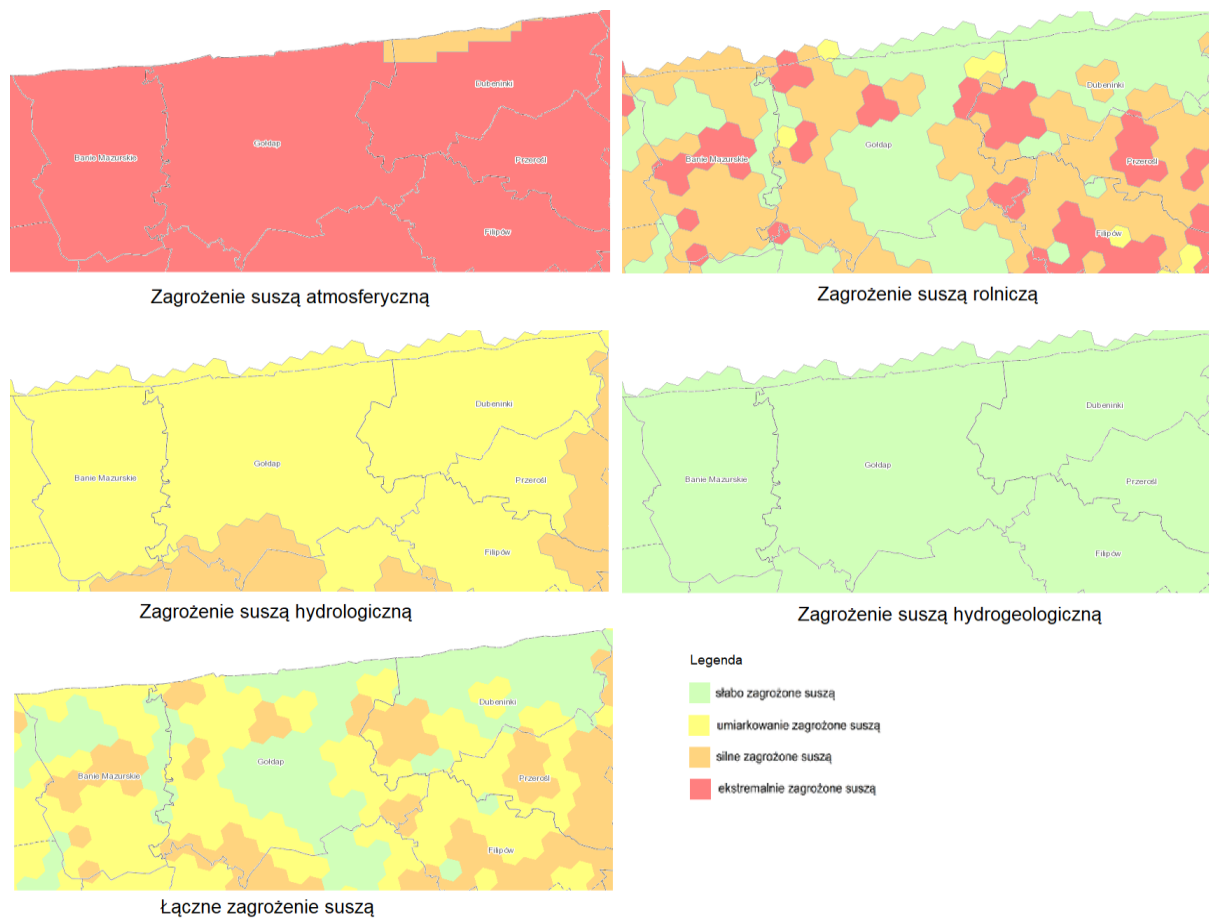 Dubeninki
Banie Mazurskie
Gołdap
Przerośl
Filipów
Zagrożenie suszą atmosferyczną
Dubeninki
Gołdap
Banie Mazurskie
Przerośl
Filipów
Zagrożenie suszą rolniczą
Dubeninki
Gołdap
Banie Mazurskie
Przerośl
Filipów
Zagrożenie suszą hydrologiczną
Dubeninki
Gołdap
Banie Mazurskie
Przerośl
Filipów
Zagrożenie suszą hydrogeologiczną
Dubeninki
Gołdap
Banie Mazurskie
Przerośl
Filipów
Łączne zagrożenie suszą
Legenda
słabo zagrożone suszą
umiarkowanie zagrożone suszą
silne zagrożone suszą
ekstremalnie zagrożone suszą